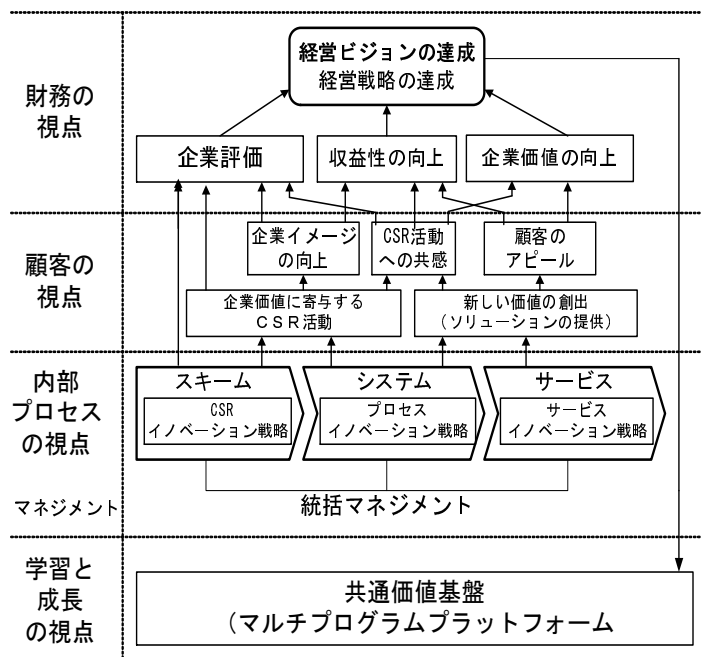 経営ビジョンの達成
経営戦略の達成
財務の
視点
企業評価
収益性の向上
企業価値の向上
顧客の
視点
企業イメージ
の向上
CSR活動
への共感
顧客の
アピール
企業価値に寄与する
CSR活動
新しい価値の創出
(ソリューションの提供)
内部
プロセス
の視点
スキーム
CSR
イノベーション戦略
システム
プロセス
イノベーション戦略
サービス
サービス
イノベーション戦略
マネジメント
統括マネジメント
学習と
成長
の視点
共通価値基盤
(マルチプログラムプラットフォーム